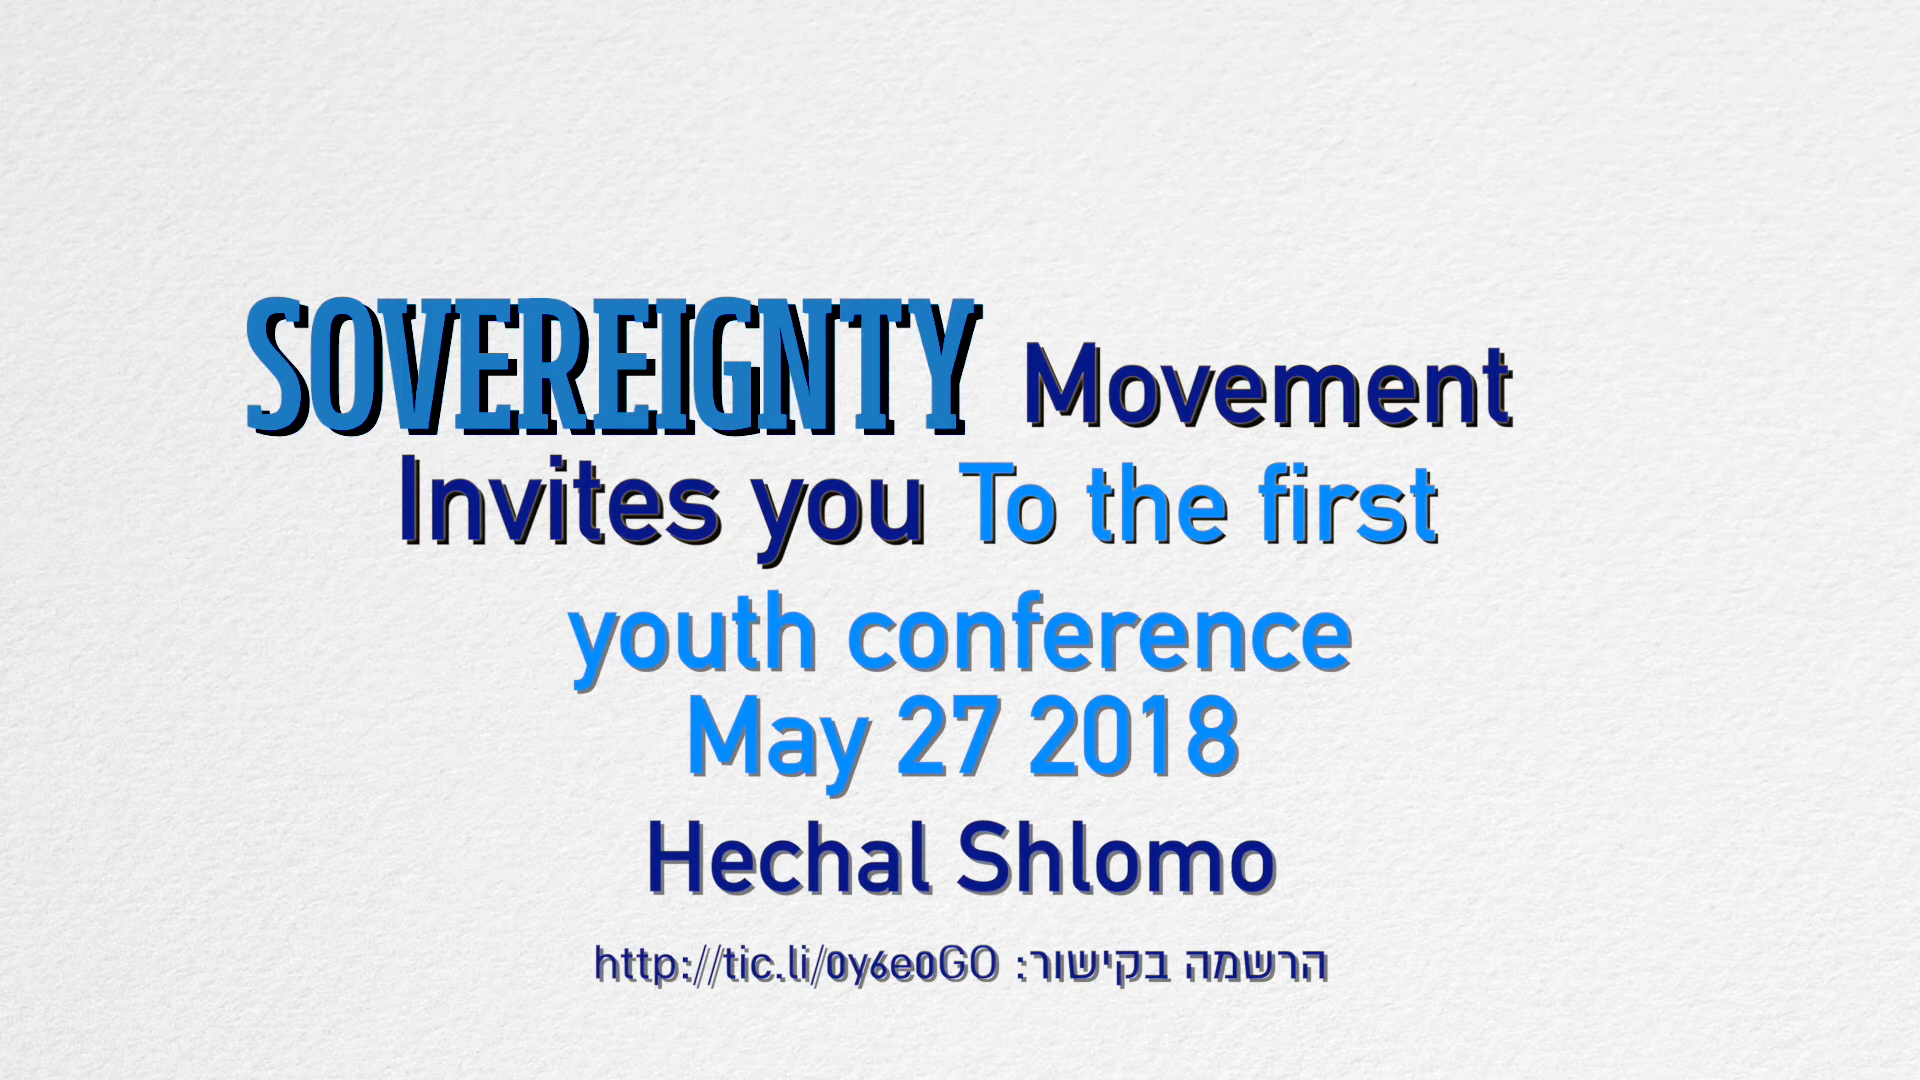 SOVEREIGNTY Movement
Invites you To the first
youth conference
May 27 2018
Hechal Shlomo
הרשמה בקישור: http://tic.li/0y6e0GO